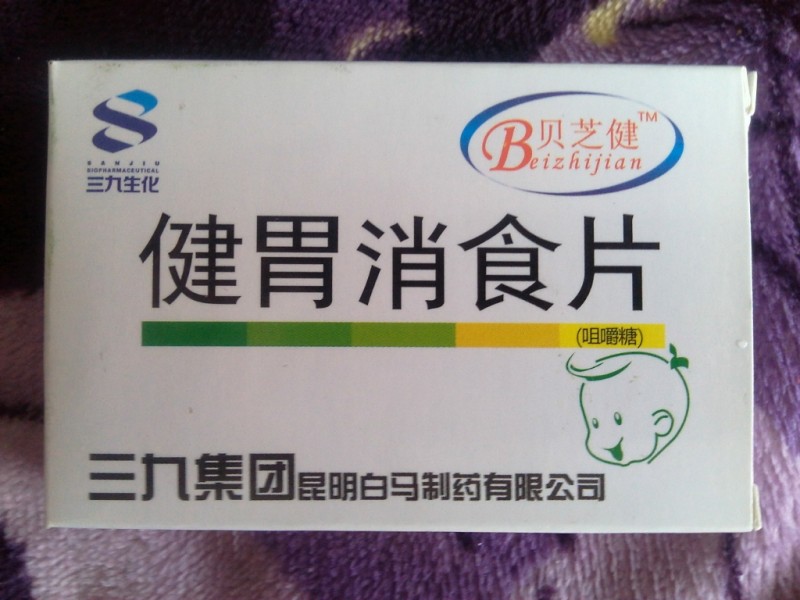 SANJIU
BIOPHARMACEUTICAL
三九生化
贝芝健™
Beizhijian
健胃消食片
(咀嚼糖)
三九集团昆明白马制药有限公司